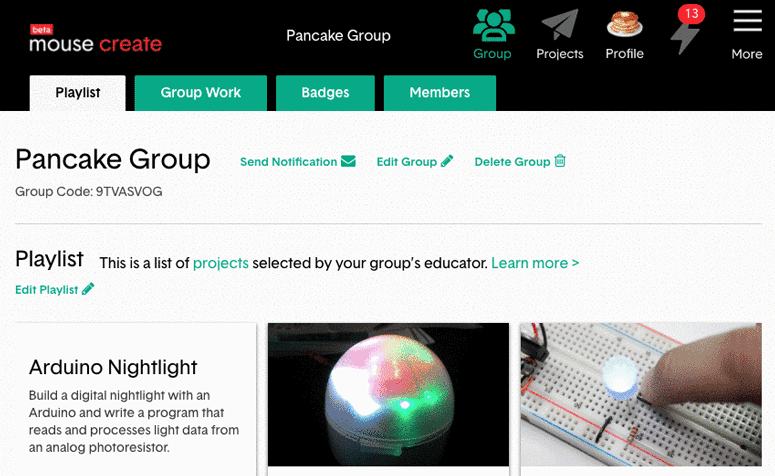 beta
mouse create
Pancake Group
Group
Projects
Profile
13
More
Playlist
Group Work
Badges
Members
Pancake Group
Send Notification
Edit Group
Delete Group
Group Code: 9TVASVOG
Playlist
This is a list of projects selected by your group's educator. Learn more >
Edit Playlist
Arduino Nightlight
Build a digital nightlight with an
Arduino and write a program that
reads and processes light data from
an analog photoresistor.